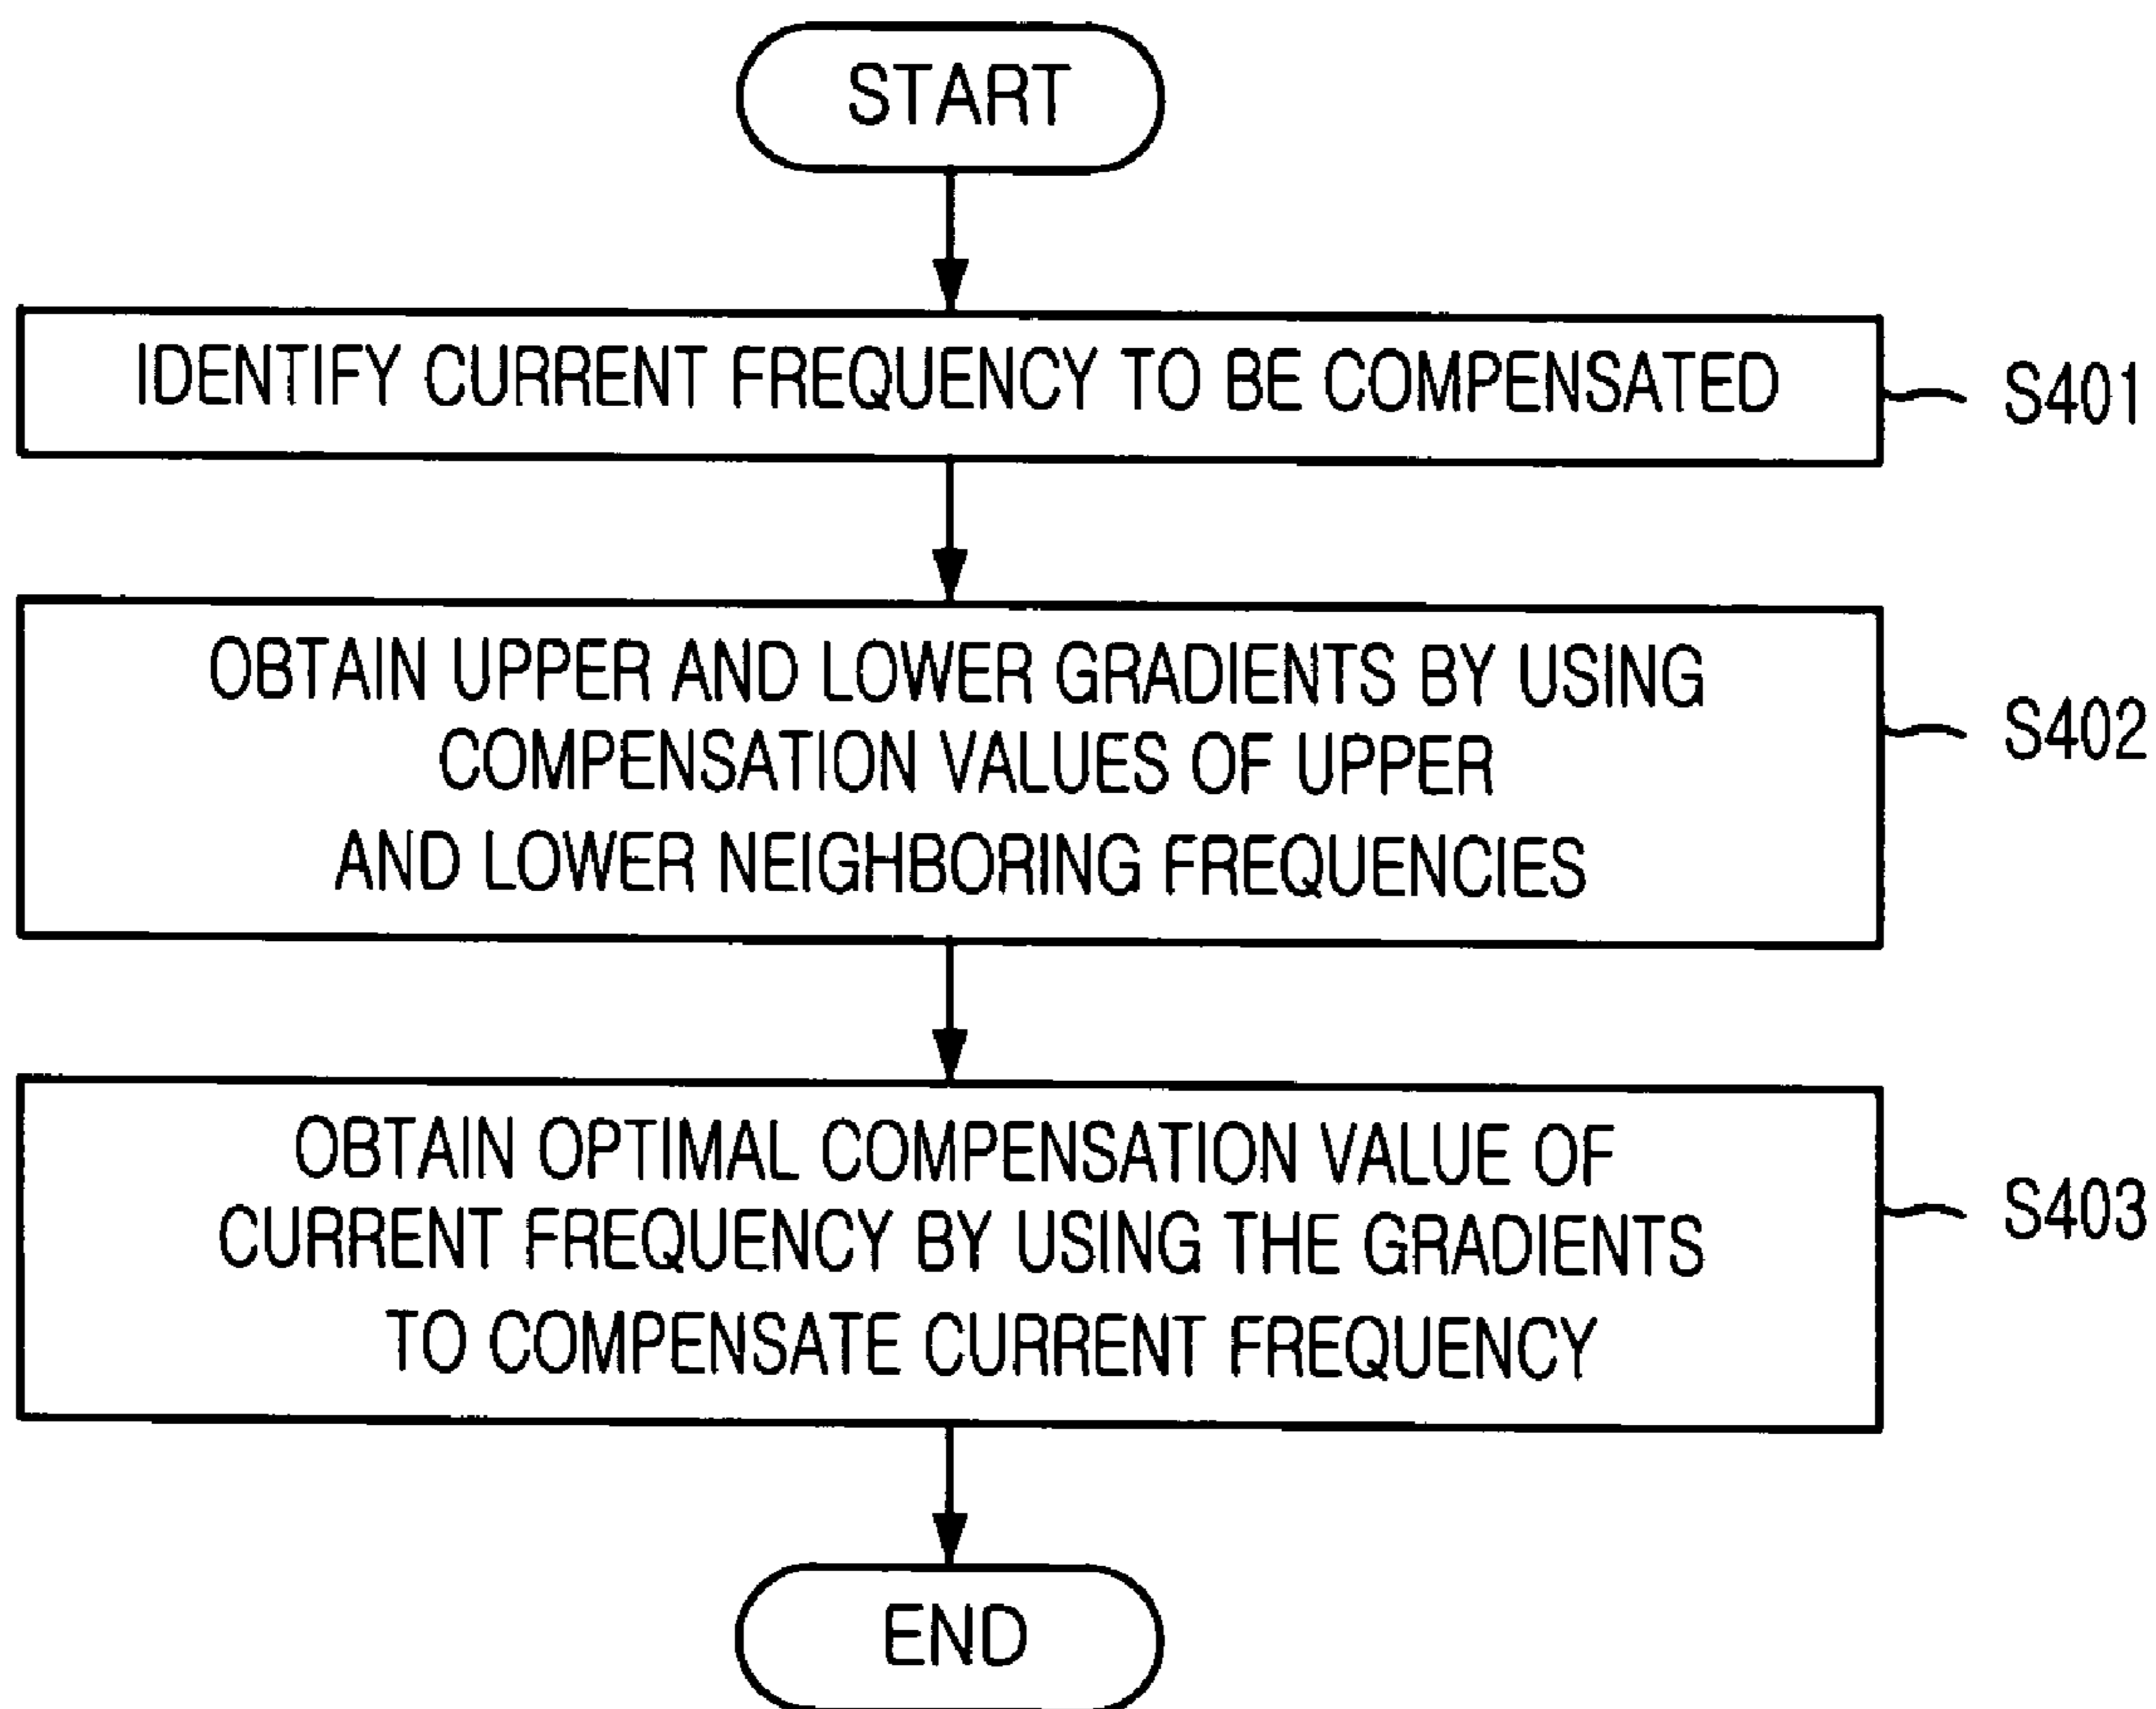 START
IDENTIFY CURRENT FREQUENCY TO BE COMPENSATED
S401
OBTAIN UPPER AND LOWER GRADIENTS BY USING
COMPENSATION VALUES OF UPPER
AND LOWER NEIGHBORING FREQUENCIES
S402
OBTAIN OPTIMAL COMPENSATION VALUE OF
CURRENT FREQUENCY BY USING THE GRADIENTS
TO COMPENSATE CURRENT FREQUENCY
S403
END